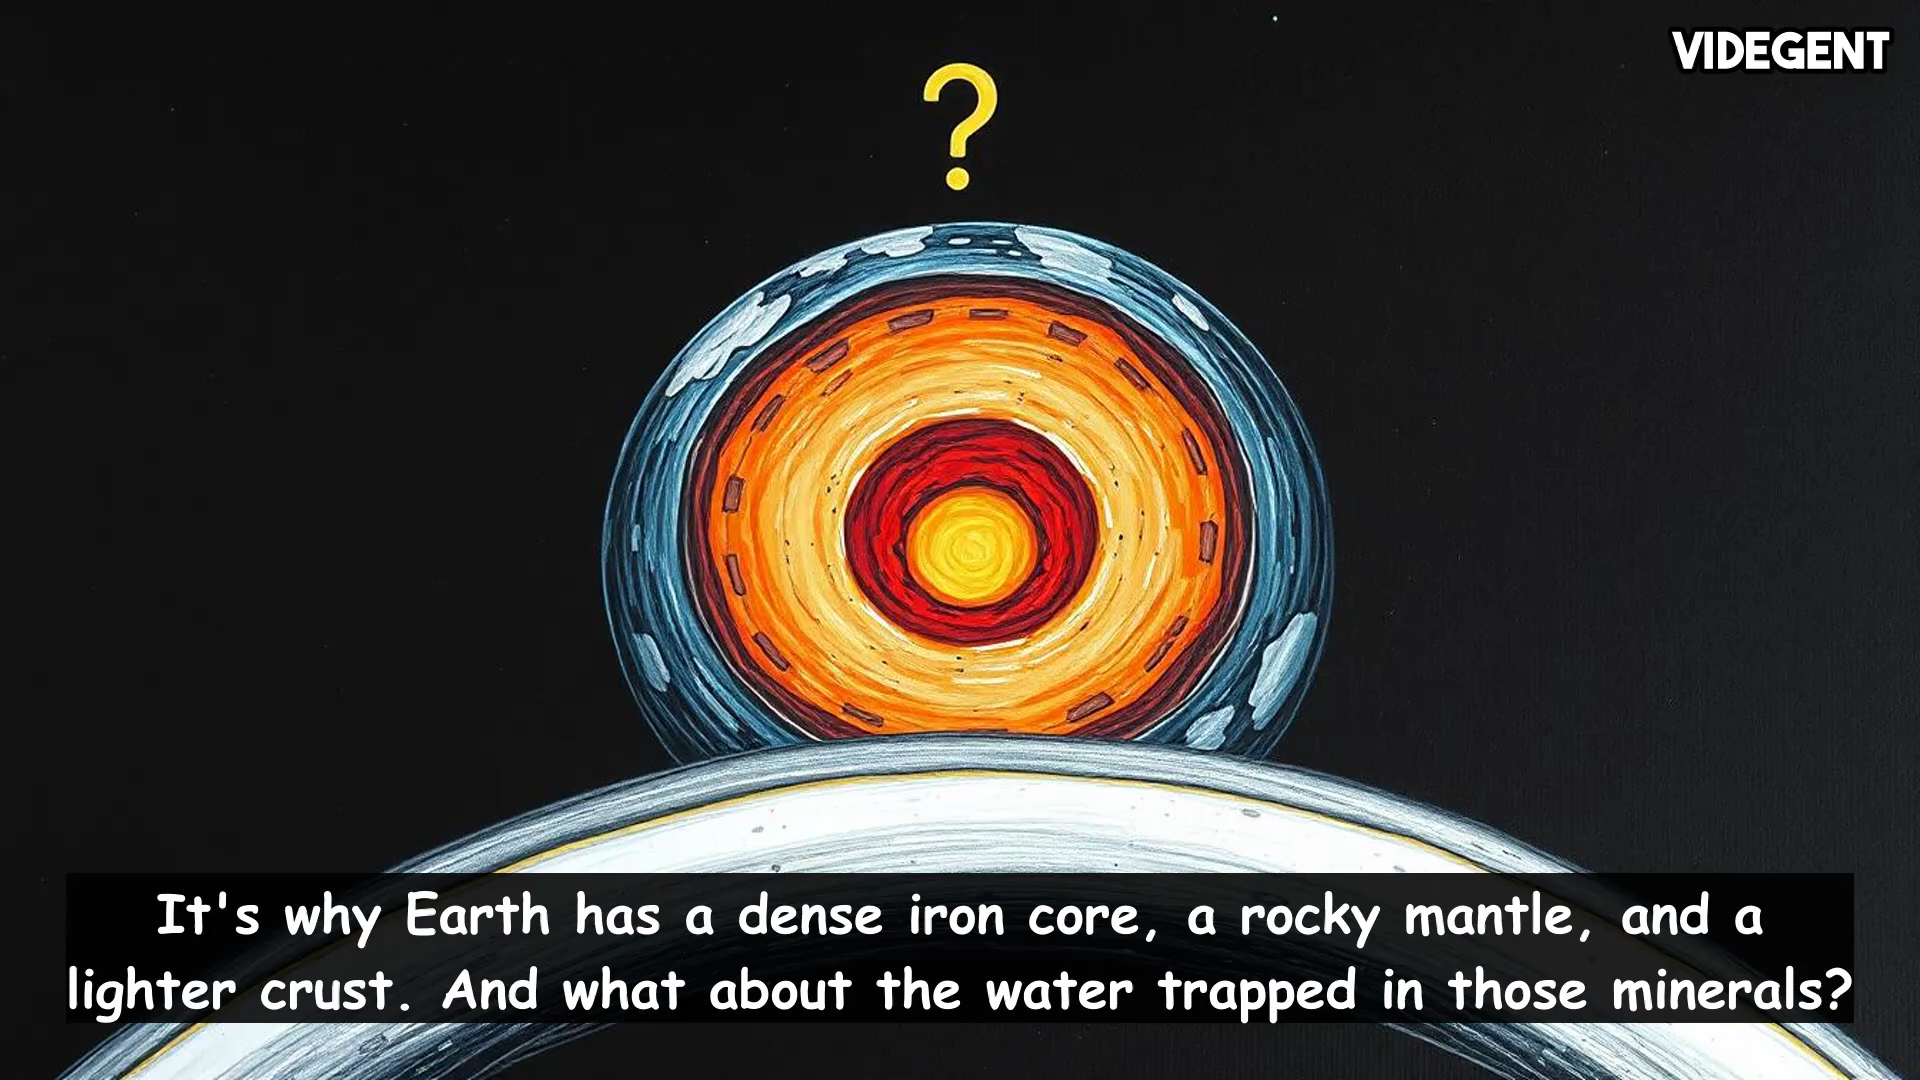 VIDEGENT
?
It's why Earth has a dense iron core, a rocky mantle, and a
lighter crust. And what about the water trapped in those minerals?